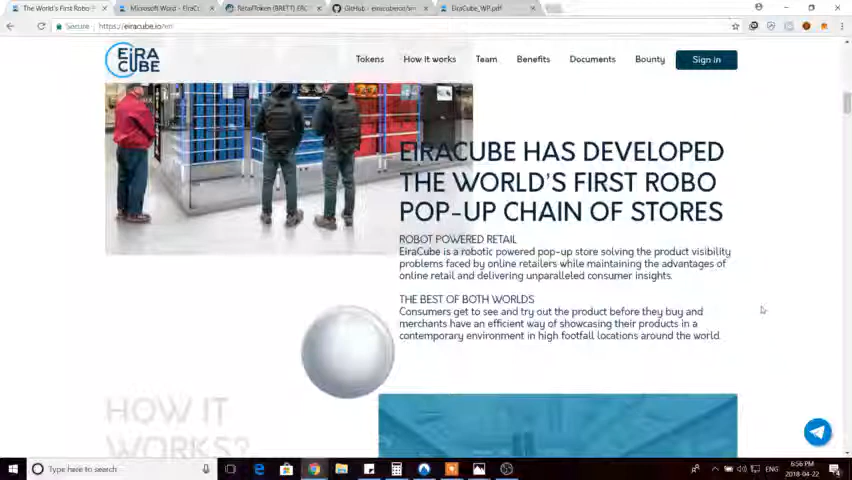 The World's First Robo
Microsoft Word - EiraC
RetailToken (BRETT) ERC
GitHub - eiracube
EiraCube_WP.pdf
Secure
https://eiracube.io/en
EiRA
CUBE
Tokens
How it works
Team
Benefits
Documents
Bounty
Sign in
EIRACUBE HAS DEVELOPED
THE WORLD'S FIRST ROBO
POP-UP CHAIN OF STORES
ROBOT POWERED RETAIL
EiraCube is a robotic powered pop-up store solving the product visibility
problems faced by online retailers while maintaining the advantages of
online retail and delivering unparalleled consumer insights.
THE BEST OF BOTH WORLDS
Consumers get to see and try out the product before they buy and
merchants have an efficient way of showcasing their products in a
contemporary environment in high footfall locations around the world.
HOW IT
WORKS?
Type here to search
ENG
6:56 PM
2018-04-22